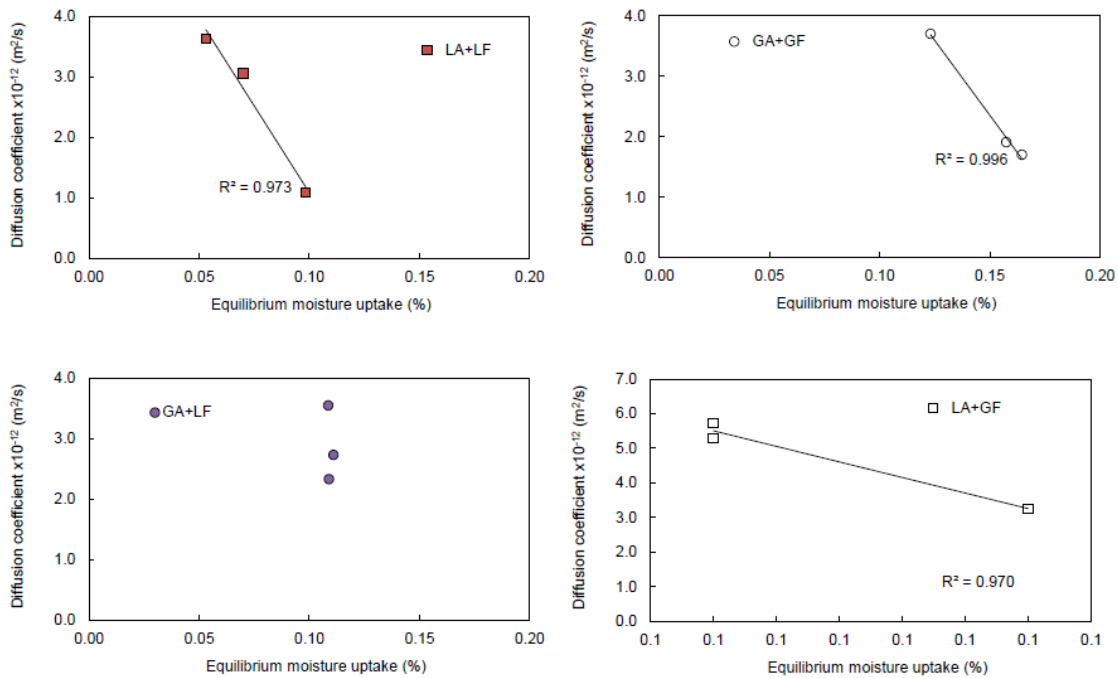 4.0
3.0
2.0
1.0
0.0
Diffusion coefficient x10⁻¹² (m²/s)
LA+LF
R² = 0.973
0.00 0.05 0.10 0.15 0.20
Equilibrium moisture uptake (%)
4.0
3.0
2.0
1.0
0.0
Diffusion coefficient x10⁻¹² (m²/s)
GA+GF
R² = 0.996
0.00 0.05 0.10 0.15 0.20
Equilibrium moisture uptake (%)
4.0
3.0
2.0
1.0
0.0
Diffusion coefficient x10⁻¹² (m²/s)
GA+LF
0.00 0.05 0.10 0.15 0.20
Equilibrium moisture uptake (%)
7.0
6.0
5.0
4.0
3.0
2.0
1.0
0.0
Diffusion coefficient x10⁻¹² (m²/s)
LA+GF
R² = 0.970
0.1 0.1 0.1 0.1 0.1 0.1 0.1 0.1
Equilibrium moisture uptake (%)